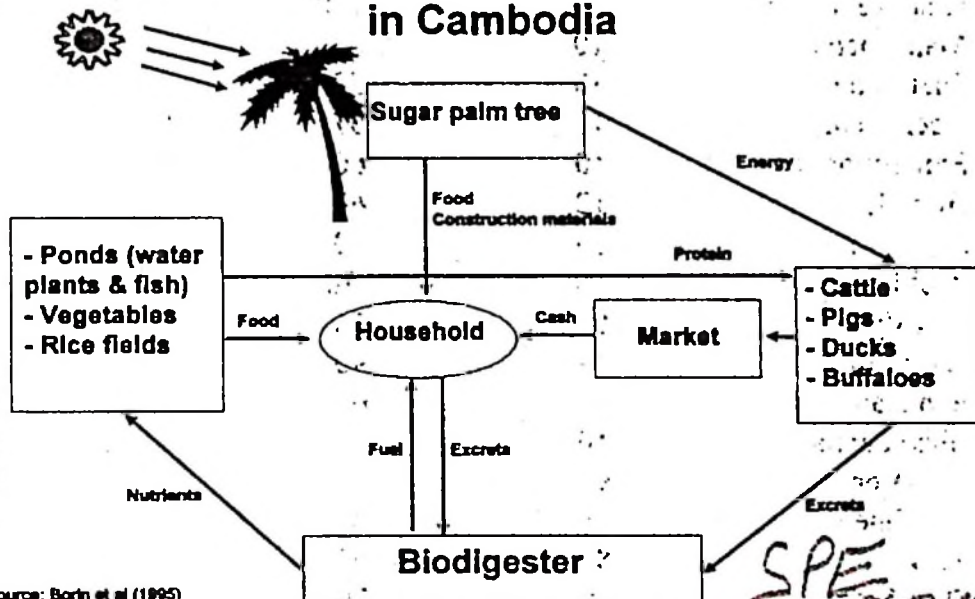 in Cambodia
Sugar palm tree
Energy
Food
Construction materials
- Ponds (water
plants & fish)
- Vegetables
- Rice fields
Protein
- Cattle
- Pigs
- Ducks
- Buffaloes
Food
Household
Cash
Market
Fuel
Excreta
Nutrients
Excreta
Biodigester
SPE
Source: Borin et al (1995)